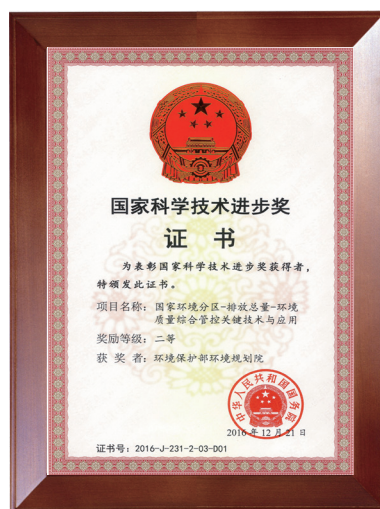 国家科学技术进步奖
证书
为表彰国家科学技术进步奖获得者，
特颁发此证书。
项目名称：国家环境分区-排放总量-环境
质量综合管控关键技术与应用
奖励等级：二等
获奖者：环境保护部环境规划院
中华人民共和国国务院
2016年12月21日
证书号：2016-J-231-2-03-D01